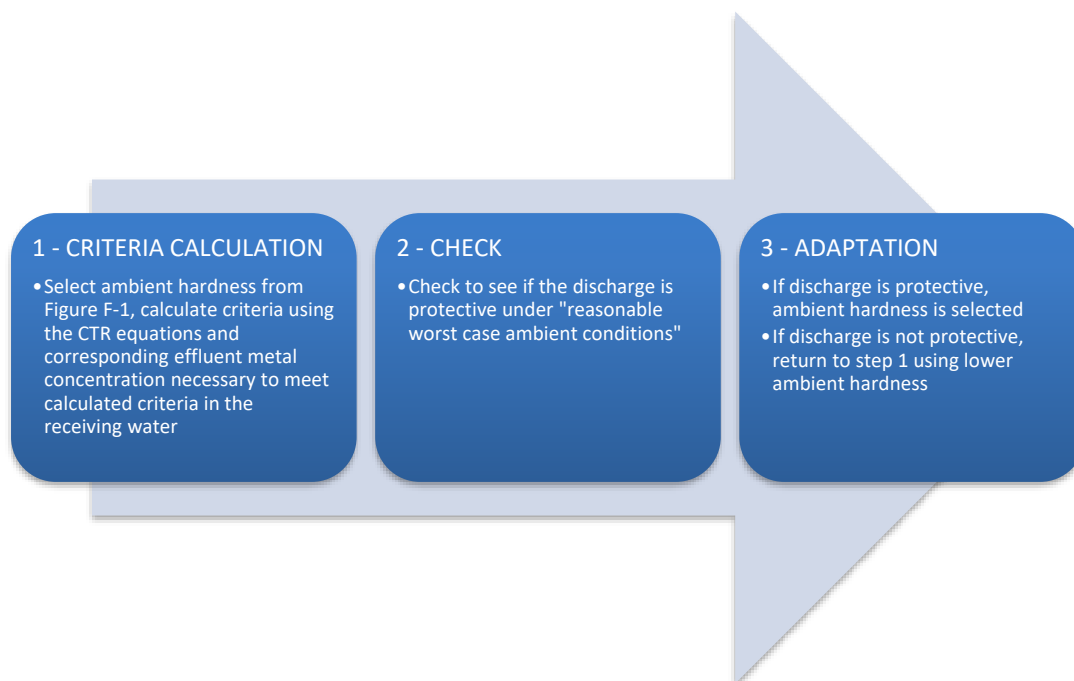 1 - CRITERIA CALCULATION
•Select ambient hardness from
Figure F-1, calculate criteria using
the CTR equations and
corresponding effluent metal
concentration necessary to meet
calculated criteria in the
receiving water
2 - CHECK
•Check to see if the discharge is
protective under "reasonable
worst case ambient conditions"
3 - ADAPTATION
•If discharge is protective,
ambient hardness is selected
•If discharge is not protective,
return to step 1 using lower
ambient hardness